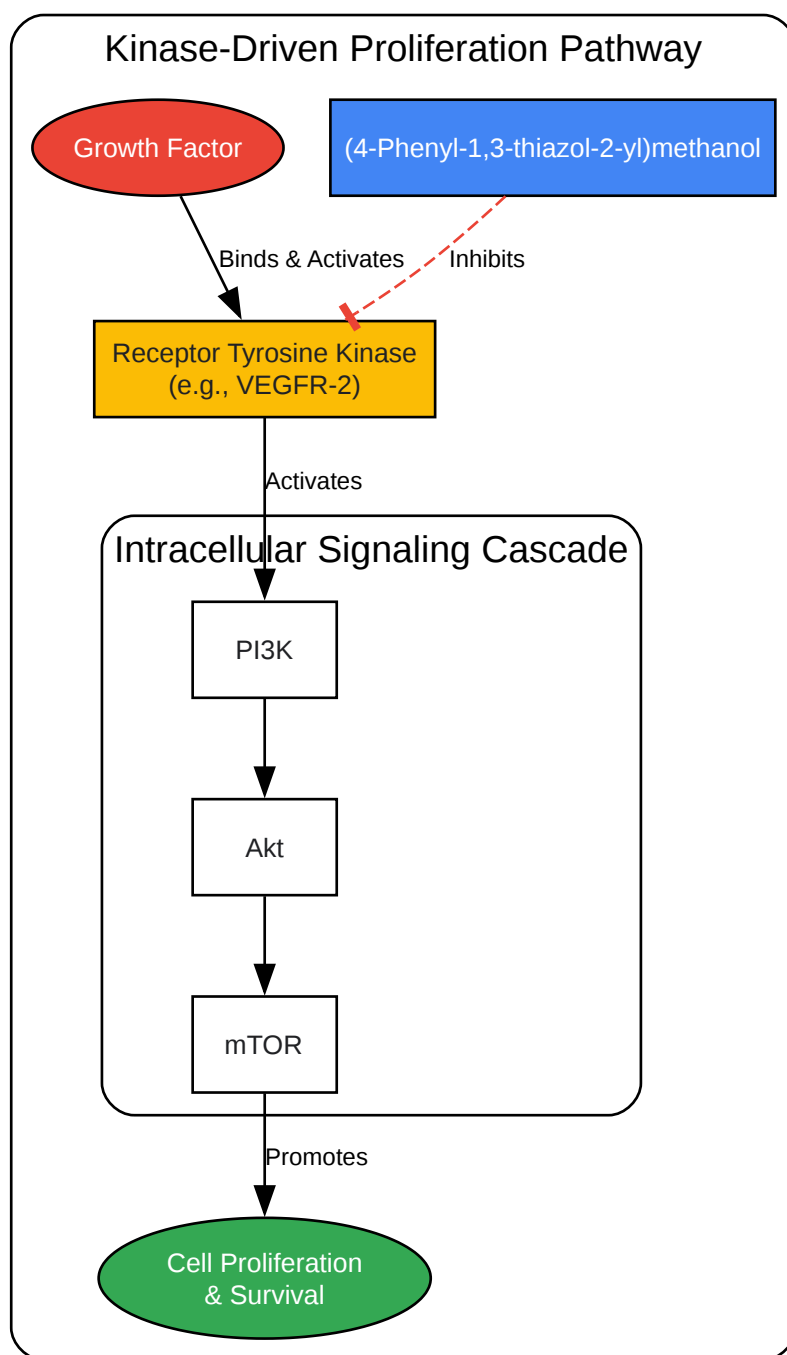 Kinase-Driven Proliferation Pathway
Growth Factor
(4-Phenyl-1,3-thiazol-2-yl)methanol
Binds & Activates
Inhibits
Receptor Tyrosine Kinase
(e.g., VEGFR-2)
Activates
Intracellular Signaling Cascade
PI3K
Akt
mTOR
Promotes
Cell Proliferation
& Survival